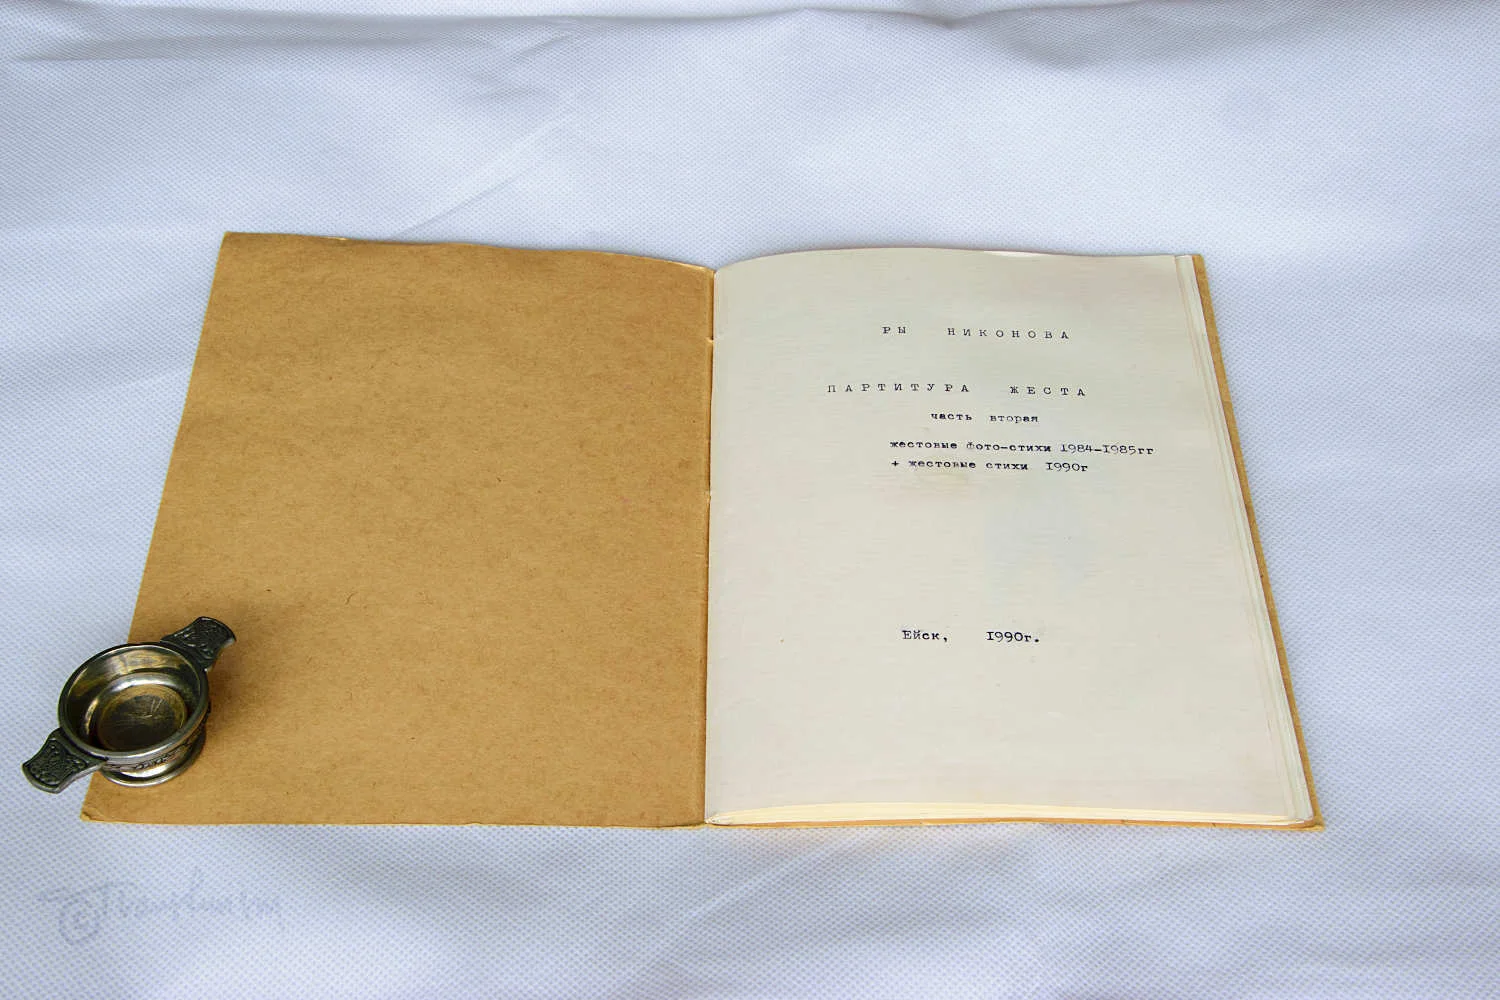 РЫ НИКОНОВА
ПАРТИТУРА ЖЕСТА
часть вторая
жестовые фото-стихи 1984-1985гг
+ жестовые стихи 1990г
Ейск, 1990г.